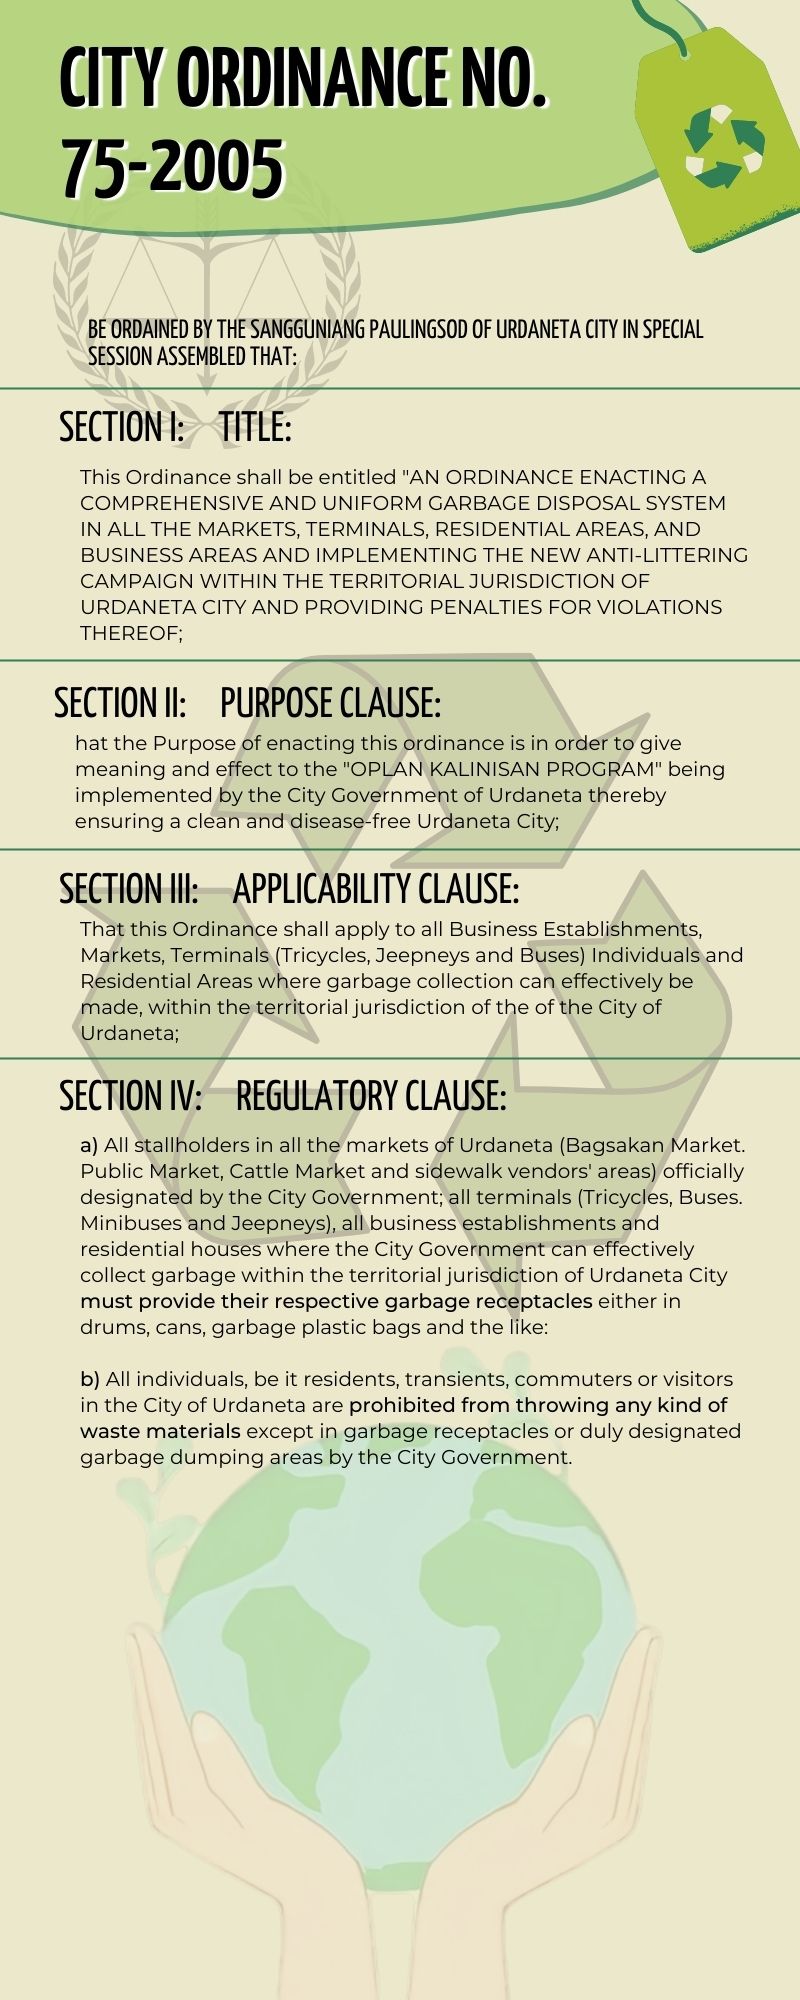 CITY ORDINANCE NO.
75-2005
BE ORDAINED BY THE SANGGUNIANG PAULINGSOD OF URDANETA CITY IN SPECIAL
SESSION ASSEMBLED THAT:
SECTION I: TITLE:
This Ordinance shall be entitled "AN ORDINANCE ENACTING A
COMPREHENSIVE AND UNIFORM GARBAGE DISPOSAL SYSTEM
IN ALL THE MARKETS, TERMINALS, RESIDENTIAL AREAS, AND
BUSINESS AREAS AND IMPLEMENTING THE NEW ANTI-LITTERING
CAMPAIGN WITHIN THE TERRITORIAL JURISDICTION OF
URDANETA CITY AND PROVIDING PENALTIES FOR VIOLATIONS
THEREOF;
SECTION II: PURPOSE CLAUSE:
hat the Purpose of enacting this ordinance is in order to give
meaning and effect to the "OPLAN KALINISAN PROGRAM" being
implemented by the City Government of Urdaneta thereby
ensuring a clean and disease-free Urdaneta City;
SECTION III: APPLICABILITY CLAUSE:
That this Ordinance shall apply to all Business Establishments,
Markets, Terminals (Tricycles, Jeepneys and Buses) Individuals and
Residential Areas where garbage collection can effectively be
made, within the territorial jurisdiction of the of the City of
Urdaneta;
SECTION IV: REGULATORY CLAUSE:
a) All stallholders in all the markets of Urdaneta (Bagsakan Market.
Public Market, Cattle Market and sidewalk vendors' areas) officially
designated by the City Government; all terminals (Tricycles, Buses.
Minibuses and Jeepneys), all business establishments and
residential houses where the City Government can effectively
collect garbage within the territorial jurisdiction of Urdaneta City
must provide their respective garbage receptacles either in
drums, cans, garbage plastic bags and the like:
b) All individuals, be it residents, transients, commuters or visitors
in the City of Urdaneta are prohibited from throwing any kind of
waste materials except in garbage receptacles or duly designated
garbage dumping areas by the City Government.